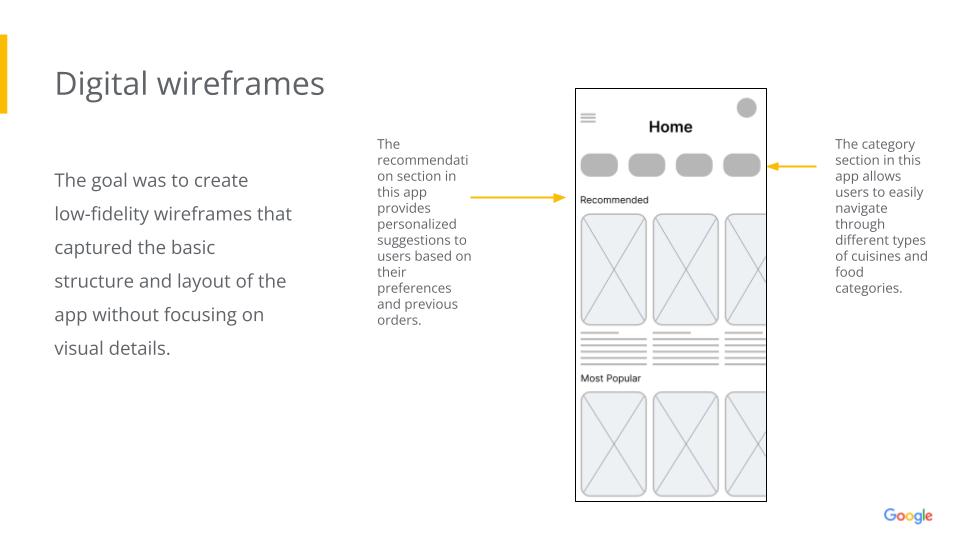 Digital wireframes
The goal was to create
low-fidelity wireframes that
captured the basic
structure and layout of the
app without focusing on
visual details.
The
recommendati
on section in
this app
provides
personalized
suggestions to
users based on
their
preferences
and previous
orders.
Home
Recommended
Most Popular
The category
section in this
app allows
users to easily
navigate
through
different types
of cuisines and
food
categories.
Google